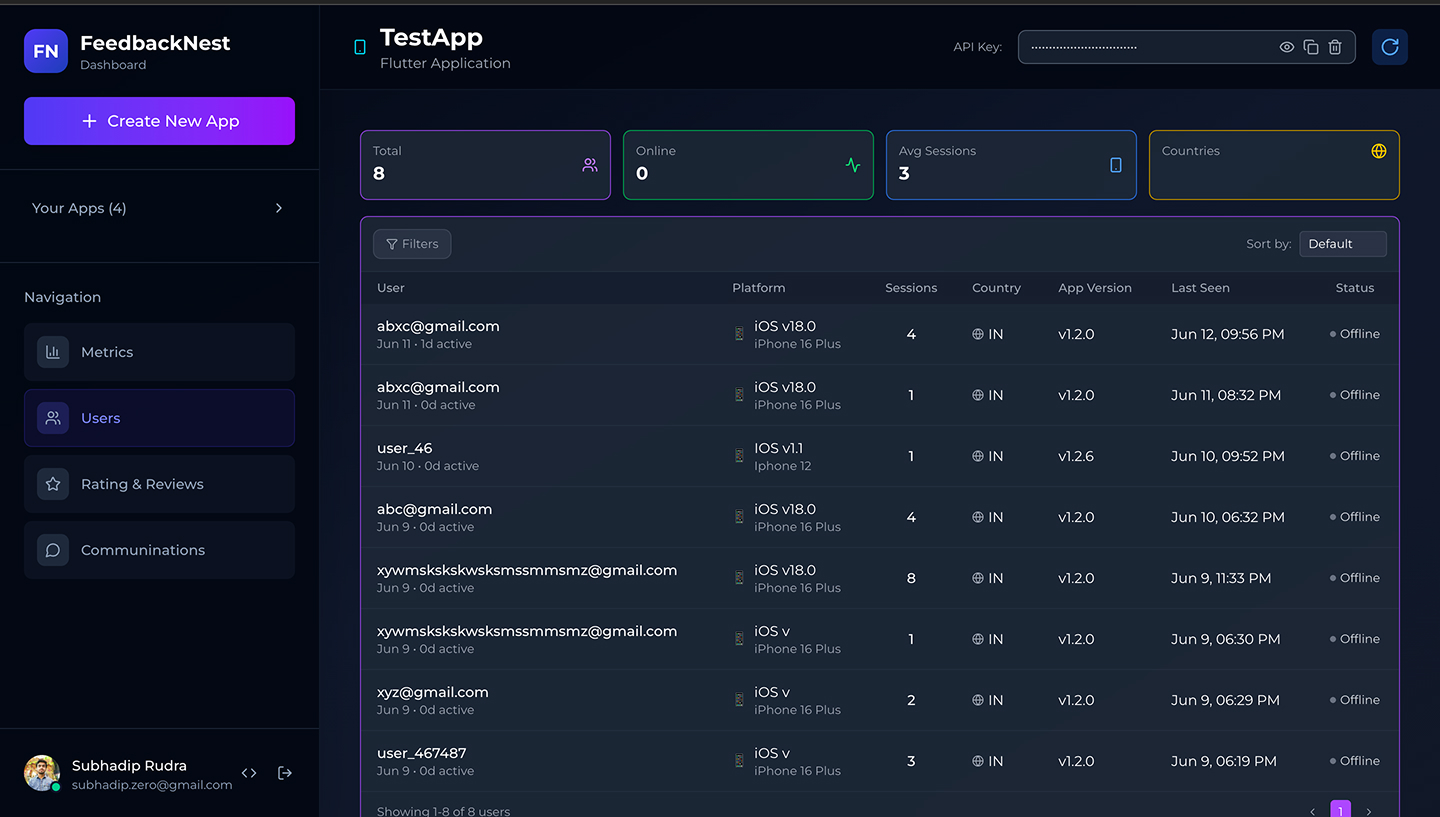 FN
FeedbackNest
Dashboard
+ Create New App
Your Apps (4)
Navigation
Metrics
Users
Rating & Reviews
Communinations
Subhadip Rudra
subhadip.zero@gmail.com
TestApp
Flutter Application
API Key:
Total
8
Online
0
Avg Sessions
3
Countries
Filters
Sort by: Default
User Platform Sessions Country App Version Last Seen Status
abxc@gmail.com iOS v18.0 4 IN v1.2.0 Jun 12, 09:56 PM Offline
Jun 11 • 1d active iPhone 16 Plus
abxc@gmail.com iOS v18.0 1 IN v1.2.0 Jun 11, 08:32 PM Offline
Jun 11 • 0d active iPhone 16 Plus
user_46 IOS v1.1 1 IN v1.2.6 Jun 10, 09:52 PM Offline
Jun 10 • 0d active Iphone 12
abc@gmail.com iOS v18.0 4 IN v1.2.0 Jun 10, 06:32 PM Offline
Jun 9 • 0d active iPhone 16 Plus
xywmskskskwsksmssmmsmz@gmail.com iOS v18.0 8 IN v1.2.0 Jun 9, 11:33 PM Offline
Jun 9 • 0d active iPhone 16 Plus
xywmskskskwsksmssmmsmz@gmail.com iOS v 1 IN v1.2.0 Jun 9, 06:30 PM Offline
Jun 9 • 0d active iPhone 16 Plus
xyz@gmail.com iOS v 2 IN v1.2.0 Jun 9, 06:29 PM Offline
Jun 9 • 0d active iPhone 16 Plus
user_467487 iOS v 3 IN v1.2.0 Jun 9, 06:19 PM Offline
Jun 9 • 0d active iPhone 16 Plus
Showing 1-8 of 8 users 1